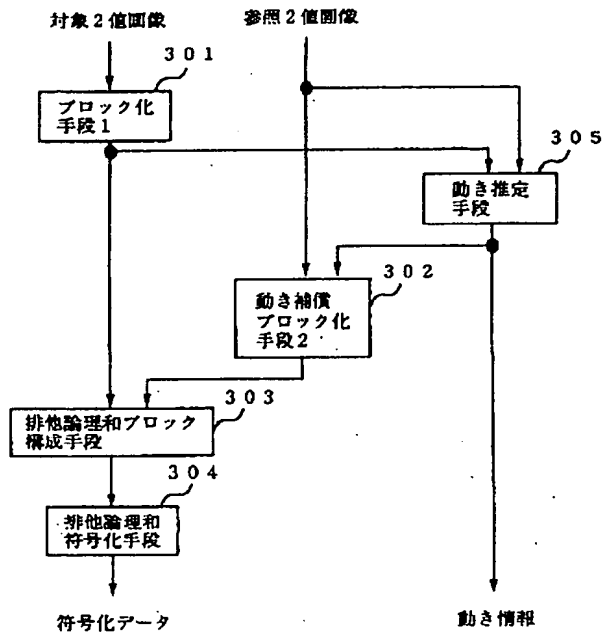 対象2値画像
参照2値画像
301
ブロック化
手段1
305
動き推定
手段
302
動き補償
ブロック化
手段2
303
排他論理和ブロック
構成手段
304
排他論理和
符号化手段
符号化データ
動き情報